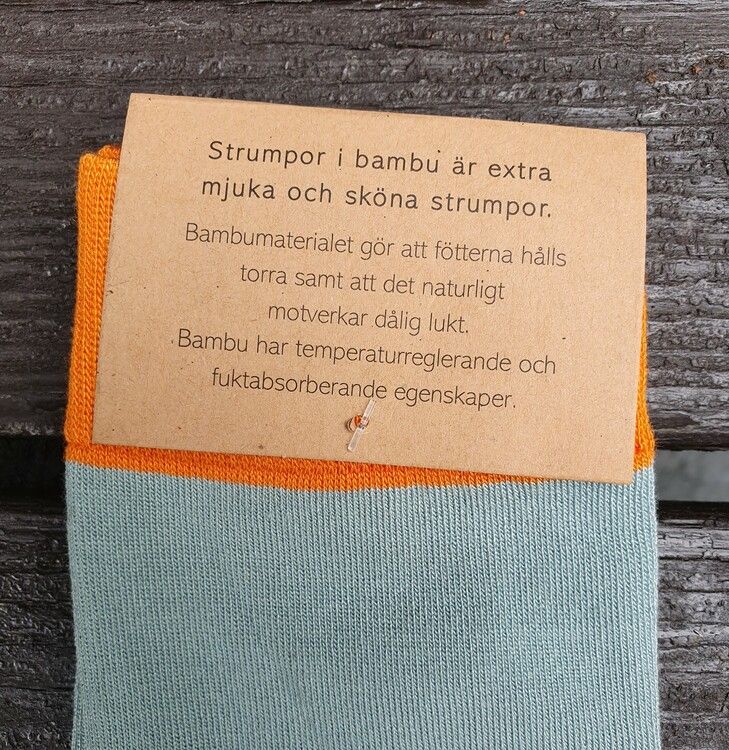 Strumpor i bambu är extra
mjuka och sköna strumpor.
Bambumaterialet gör att fötterna hålls
torra samt att det naturligt
motverkar dålig lukt.
Bambu har temperaturreglerande och
fuktabsorberande egenskaper.